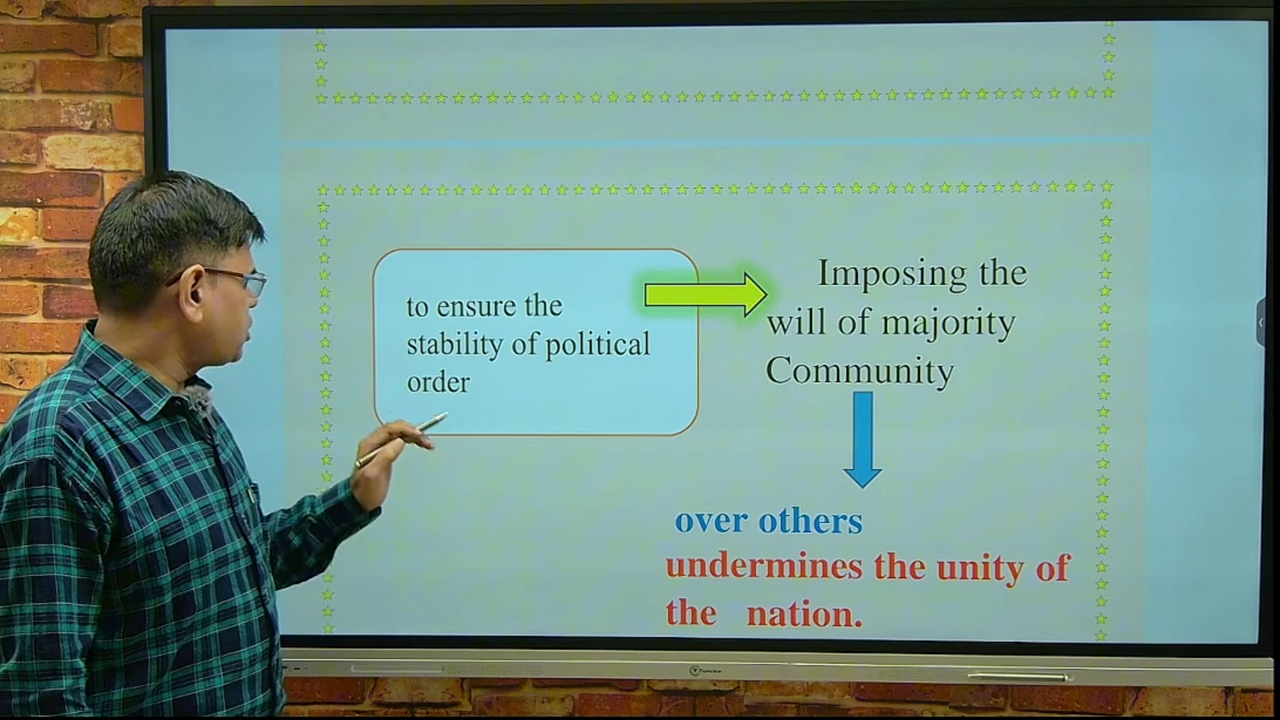 to ensure the
stability of political
order
Imposing the
will of majority
Community
over others
undermines the unity of
the nation.